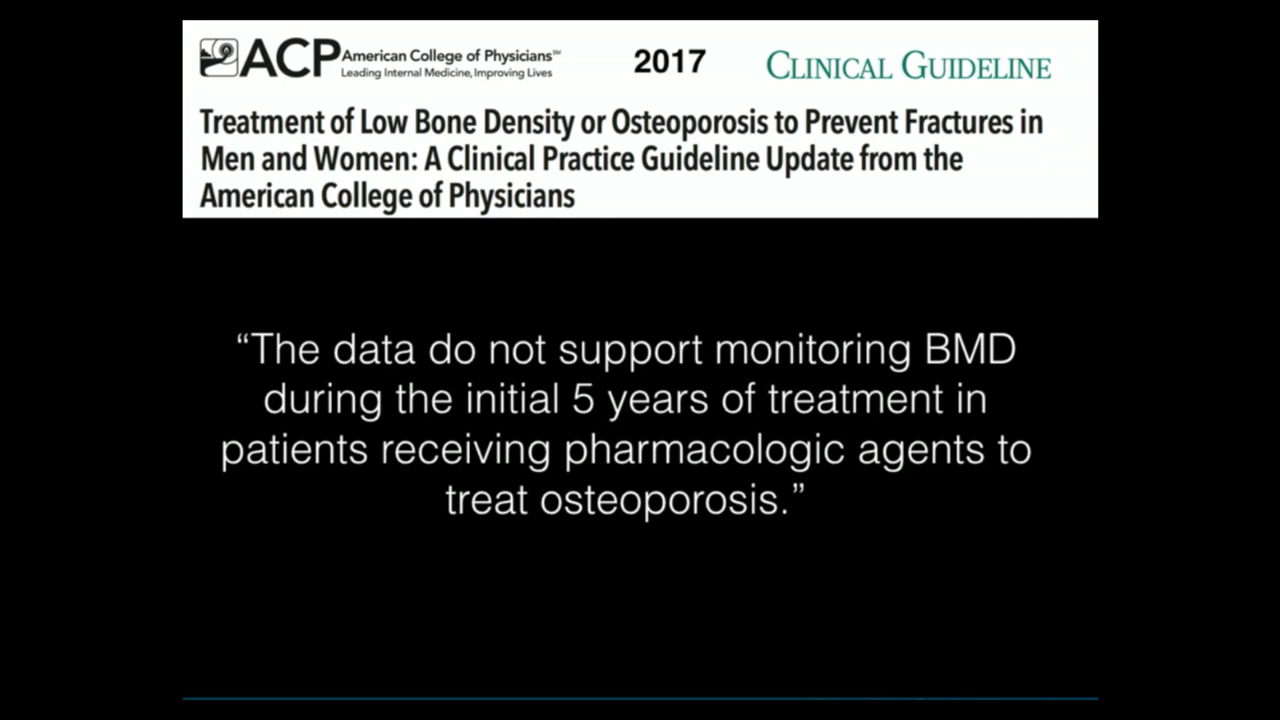 ACP American College of Physicians℠ 2017 CLINICAL GUIDELINE
Leading Internal Medicine, Improving Lives
Treatment of Low Bone Density or Osteoporosis to Prevent Fractures in
Men and Women: A Clinical Practice Guideline Update from the
American College of Physicians
“The data do not support monitoring BMD
during the initial 5 years of treatment in
patients receiving pharmacologic agents to
treat osteoporosis.”